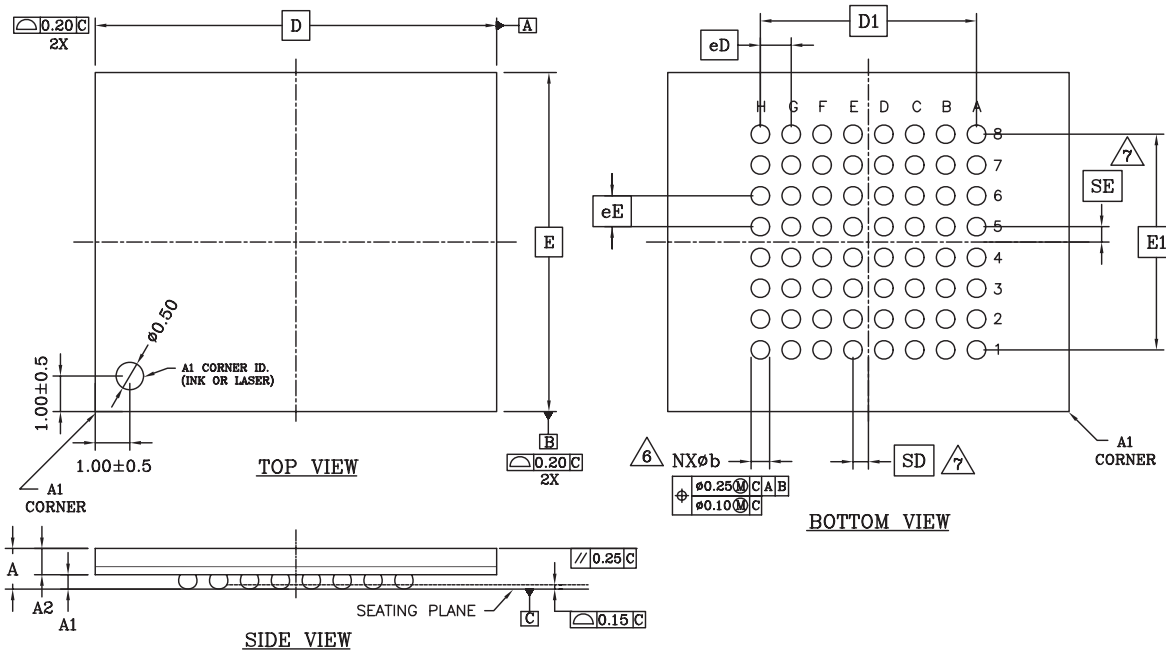 ⌓ 0.20 C
2X
D
A
E
B
⌓ 0.20 C
2X
ø0.50
A1 CORNER ID.
(INK OR LASER)
1.00±0.5
1.00±0.5
A1
CORNER
TOP VIEW
D1
eD
H G F E D C B A
8
7
6
5
4
3
2
1
eE
7
SE
E1
6 NXøb
⌖ ø0.25Ⓜ C A B
ø0.10Ⓜ C
SD 7
A1
CORNER
BOTTOM VIEW
A
A2
A1
// 0.25 C
SEATING PLANE
C
⌓ 0.15 C
SIDE VIEW